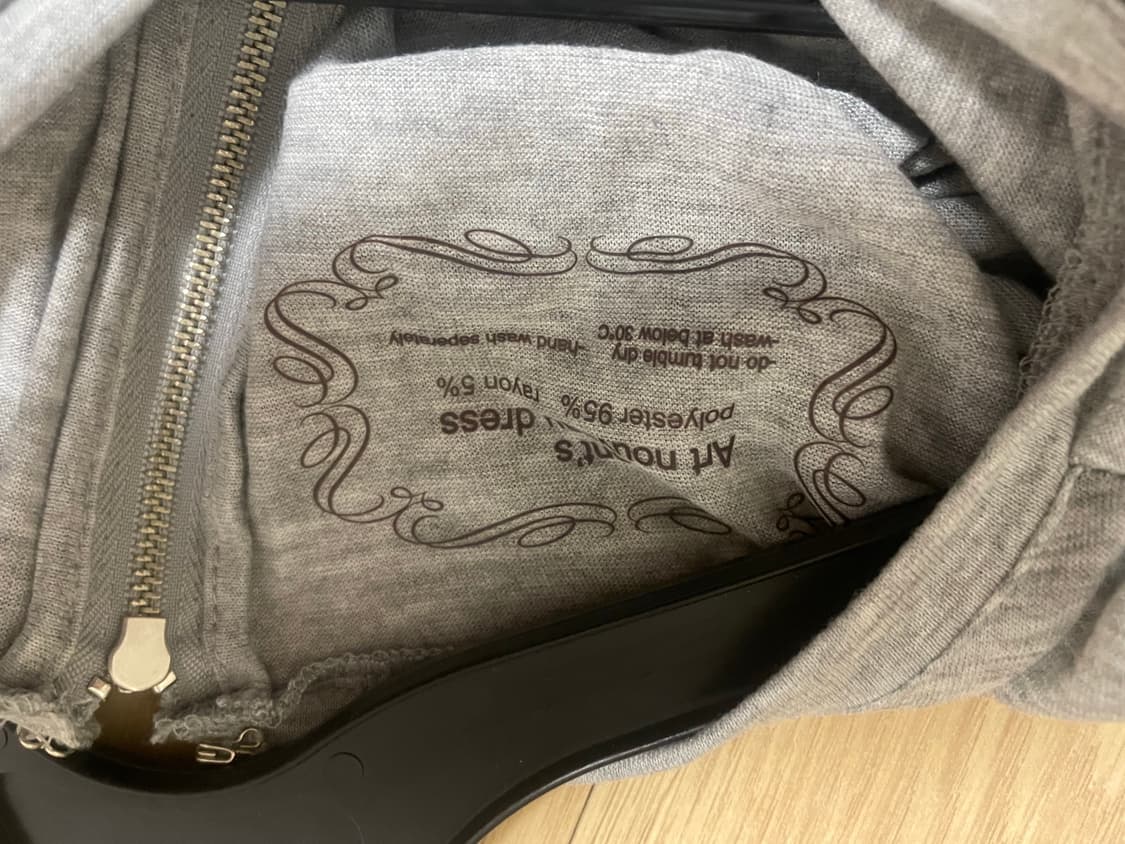 Art nount's
dress
polyester 95% rayon 5%
-do not tumble dry -hand wash seperately
-wash at below 30°C